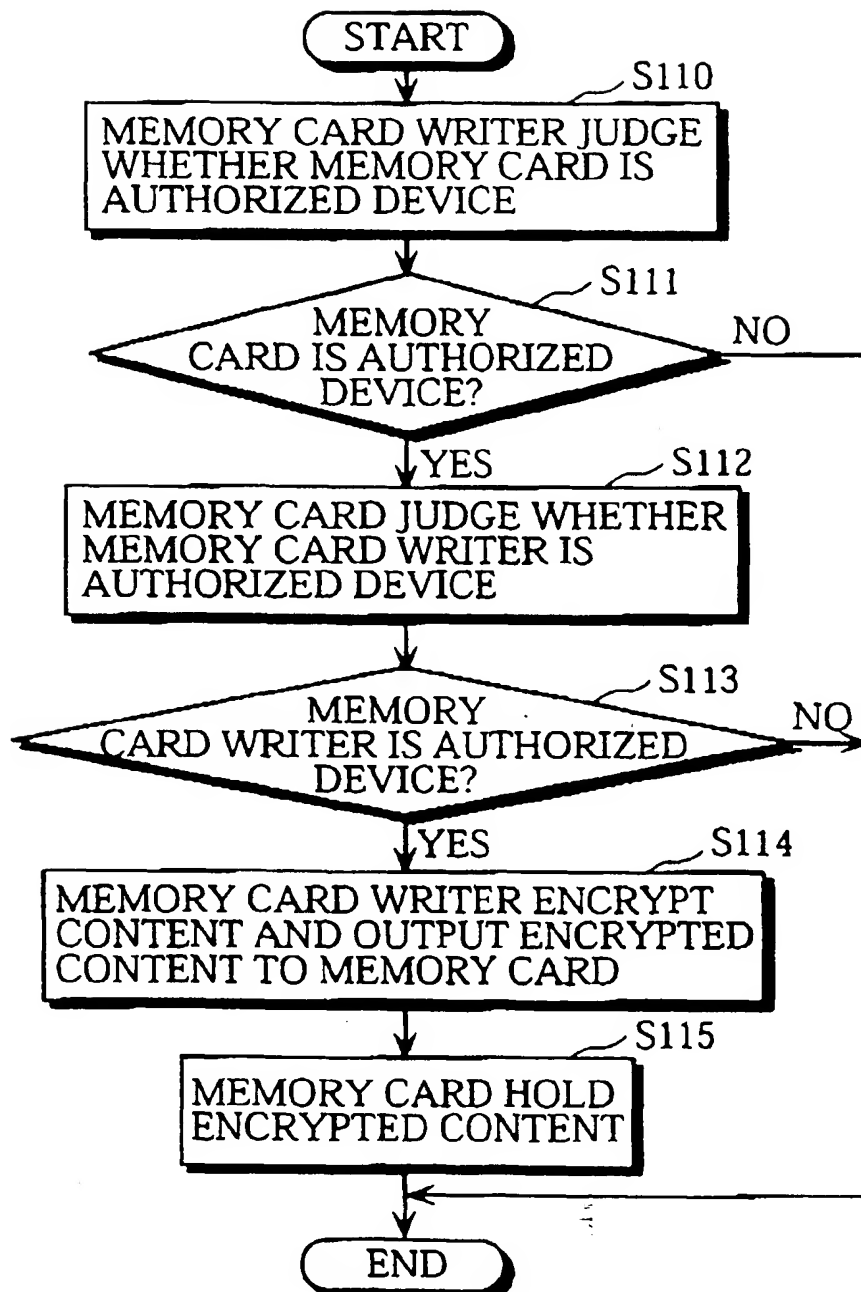 START
S110
MEMORY CARD WRITER JUDGE
WHETHER MEMORY CARD IS
AUTHORIZED DEVICE
S111
MEMORY
CARD IS AUTHORIZED
DEVICE?
NO
YES
S112
MEMORY CARD JUDGE WHETHER
MEMORY CARD WRITER IS
AUTHORIZED DEVICE
S113
MEMORY
CARD WRITER IS AUTHORIZED
DEVICE?
NO
YES
S114
MEMORY CARD WRITER ENCRYPT
CONTENT AND OUTPUT ENCRYPTED
CONTENT TO MEMORY CARD
S115
MEMORY CARD HOLD
ENCRYPTED CONTENT
END